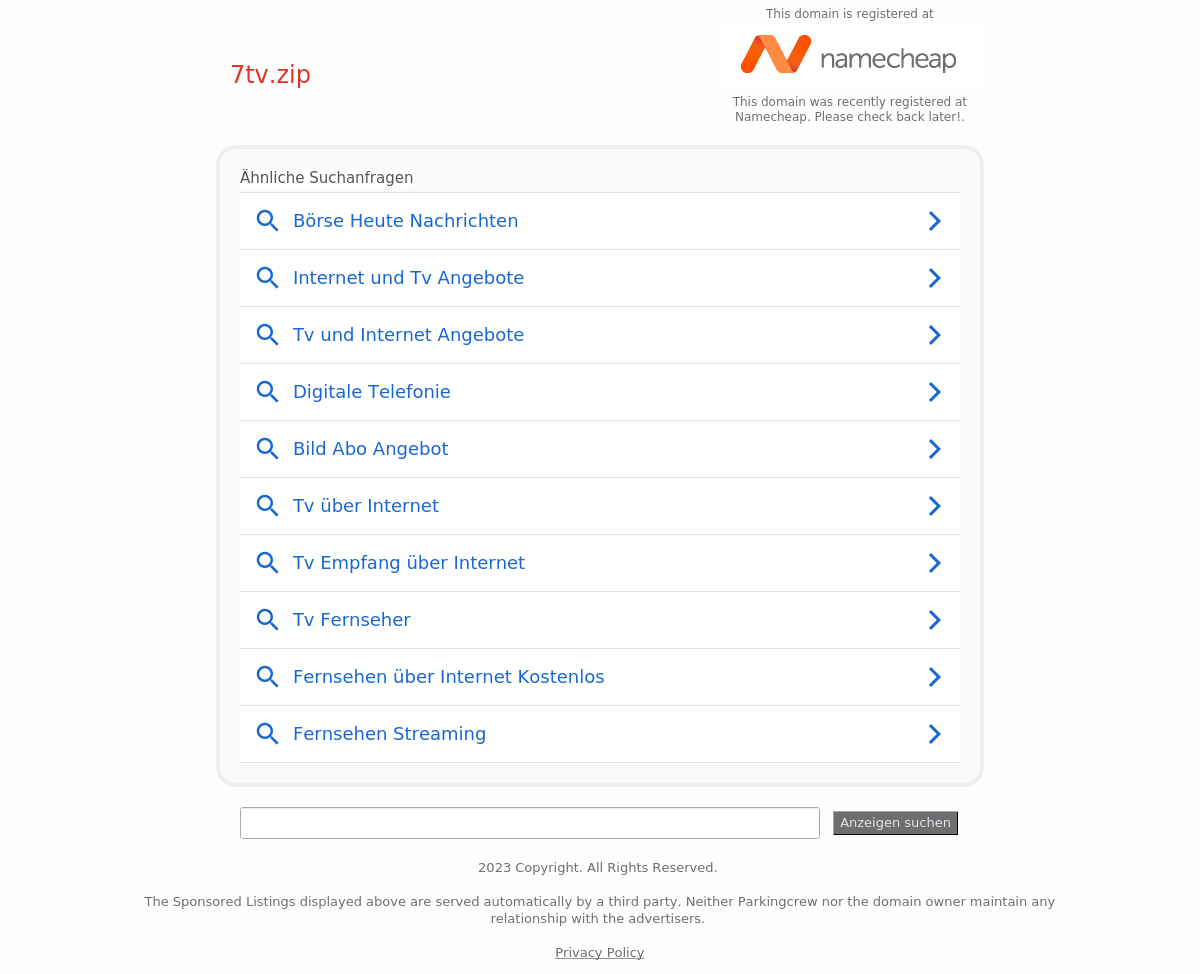 This domain is registered at
namecheap
7tv.zip
This domain was recently registered at
Namecheap. Please check back later!.
Ähnliche Suchanfragen
Börse Heute Nachrichten
Internet und Tv Angebote
Tv und Internet Angebote
Digitale Telefonie
Bild Abo Angebot
Tv über Internet
Tv Empfang über Internet
Tv Fernseher
Fernsehen über Internet Kostenlos
Fernsehen Streaming
Anzeigen suchen
2023 Copyright. All Rights Reserved.
The Sponsored Listings displayed above are served automatically by a third party. Neither Parkingcrew nor the domain owner maintain any
relationship with the advertisers.
Privacy Policy